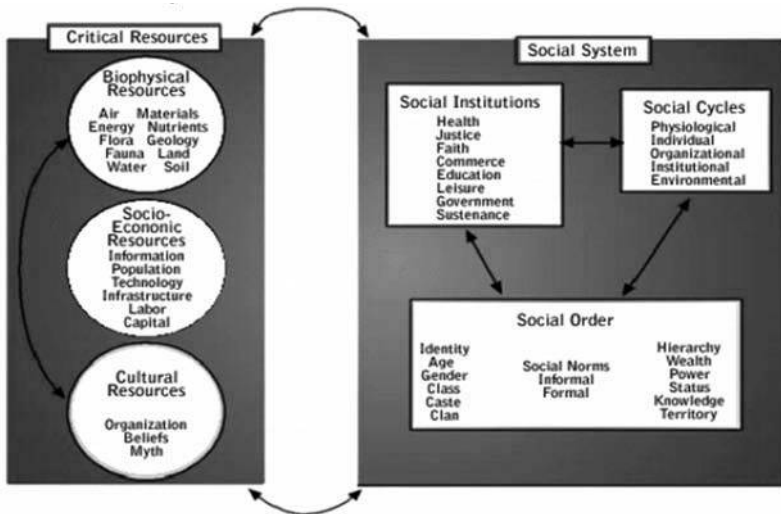 Critical Resources
Biophysical
Resources
Air Materials
Energy Nutrients
Flora Geology
Fauna Land
Water Soil
Socio-
Economic
Resources
Information
Population
Technology
Infrastructure
Labor
Capital
Cultural
Resources
Organization
Beliefs
Myth
Social System
Social Institutions
Health
Justice
Faith
Commerce
Education
Leisure
Government
Sustenance
Social Cycles
Physiological
Individual
Organizational
Institutional
Environmental
Social Order
Identity
Age
Gender
Class
Caste
Clan
Social Norms
Informal
Formal
Hierarchy
Wealth
Power
Status
Knowledge
Territory